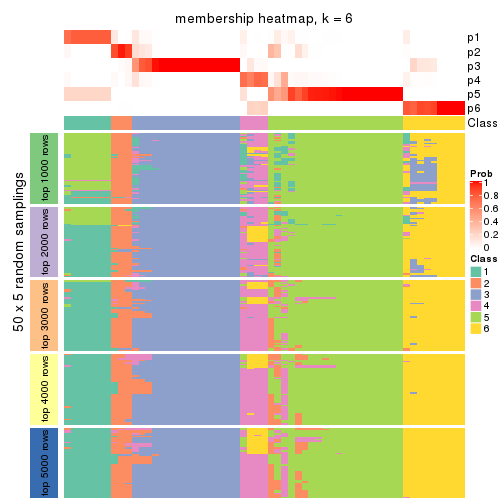 membership heatmap, k = 6
p1
p2
p3
p4
p5
p6
Class
50 x 5 random samplings
top 1000 rows
top 2000 rows
top 3000 rows
top 4000 rows
top 5000 rows
Prob
1
0.8
0.6
0.4
0.2
0
Class
1
2
3
4
5
6